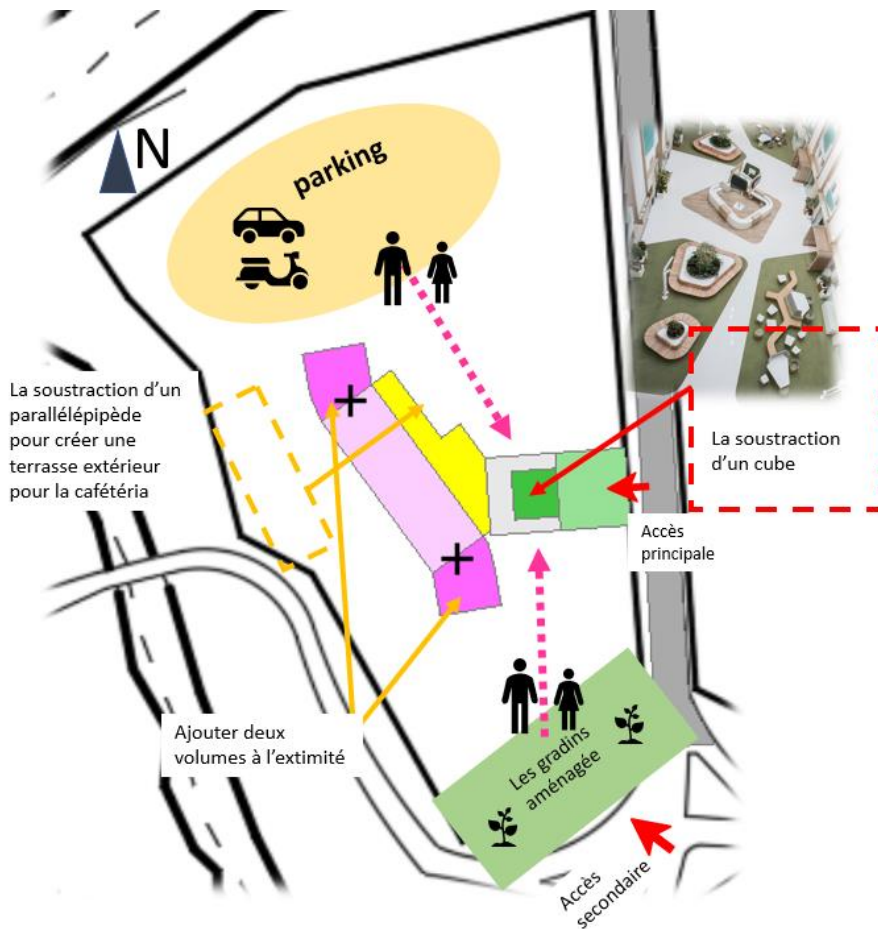 N
parking
La soustraction d'un
parallélépipède
pour créer une
terrasse extérieur
pour la cafétéria
La soustraction
d'un cube
Accès
principale
Ajouter deux
volumes à l'extimité
Les gradins
aménagée
Accès
secondaire